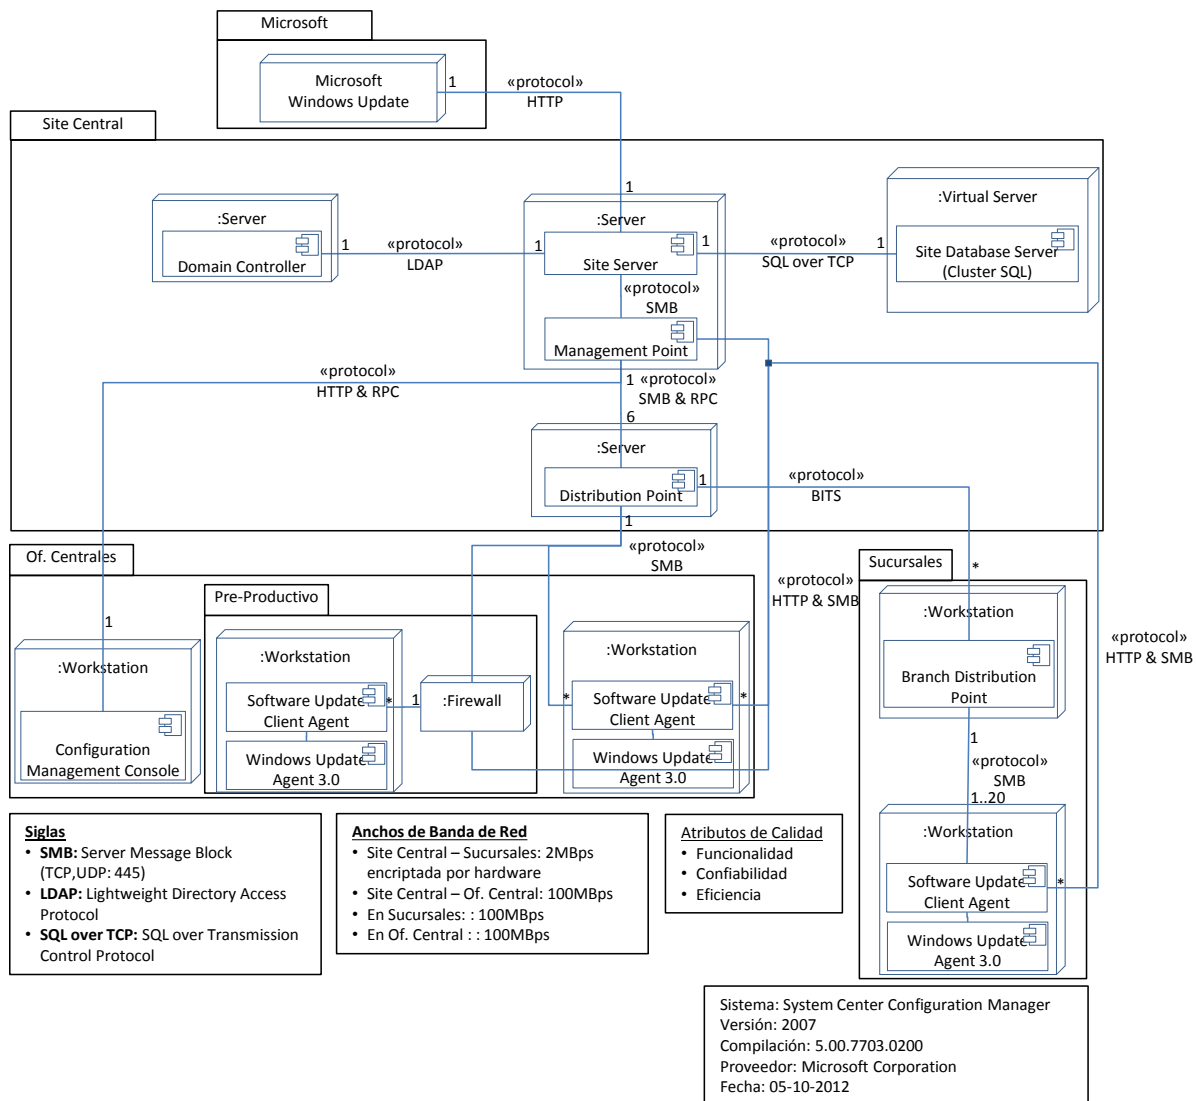 Microsoft
Microsoft
Windows Update
1
«protocol»
HTTP
Site Central
1
:Server
Domain Controller
1
«protocol»
LDAP
1
:Server
Site Server
1
«protocol»
SQL over TCP
1
:Virtual Server
Site Database Server
(Cluster SQL)
«protocol»
SMB
Management Point
«protocol»
HTTP & RPC
1
«protocol»
SMB & RPC
6
:Server
Distribution Point
1
«protocol»
BITS
1
Of. Centrales
«protocol»
SMB
Sucursales
*
Pre-Productivo
«protocol»
HTTP & SMB
1
:Workstation
Configuration
Management Console
:Workstation
Software Update
Client Agent
*
1
:Firewall
Windows Update
Agent 3.0
:Workstation
*
Software Update
Client Agent
*
Windows Update
Agent 3.0
:Workstation
Branch Distribution
Point
«protocol»
HTTP & SMB
1
«protocol»
SMB
1..20
:Workstation
Software Update
Client Agent
*
Windows Update
Agent 3.0
Siglas
• SMB: Server Message Block
(TCP,UDP: 445)
• LDAP: Lightweight Directory Access
Protocol
• SQL over TCP: SQL over Transmission
Control Protocol
Anchos de Banda de Red
• Site Central – Sucursales: 2MBps
encriptada por hardware
• Site Central – Of. Central: 100MBps
• En Sucursales: : 100MBps
• En Of. Central : : 100MBps
Atributos de Calidad
• Funcionalidad
• Confiabilidad
• Eficiencia
Sistema: System Center Configuration Manager
Versión: 2007
Compilación: 5.00.7703.0200
Proveedor: Microsoft Corporation
Fecha: 05-10-2012